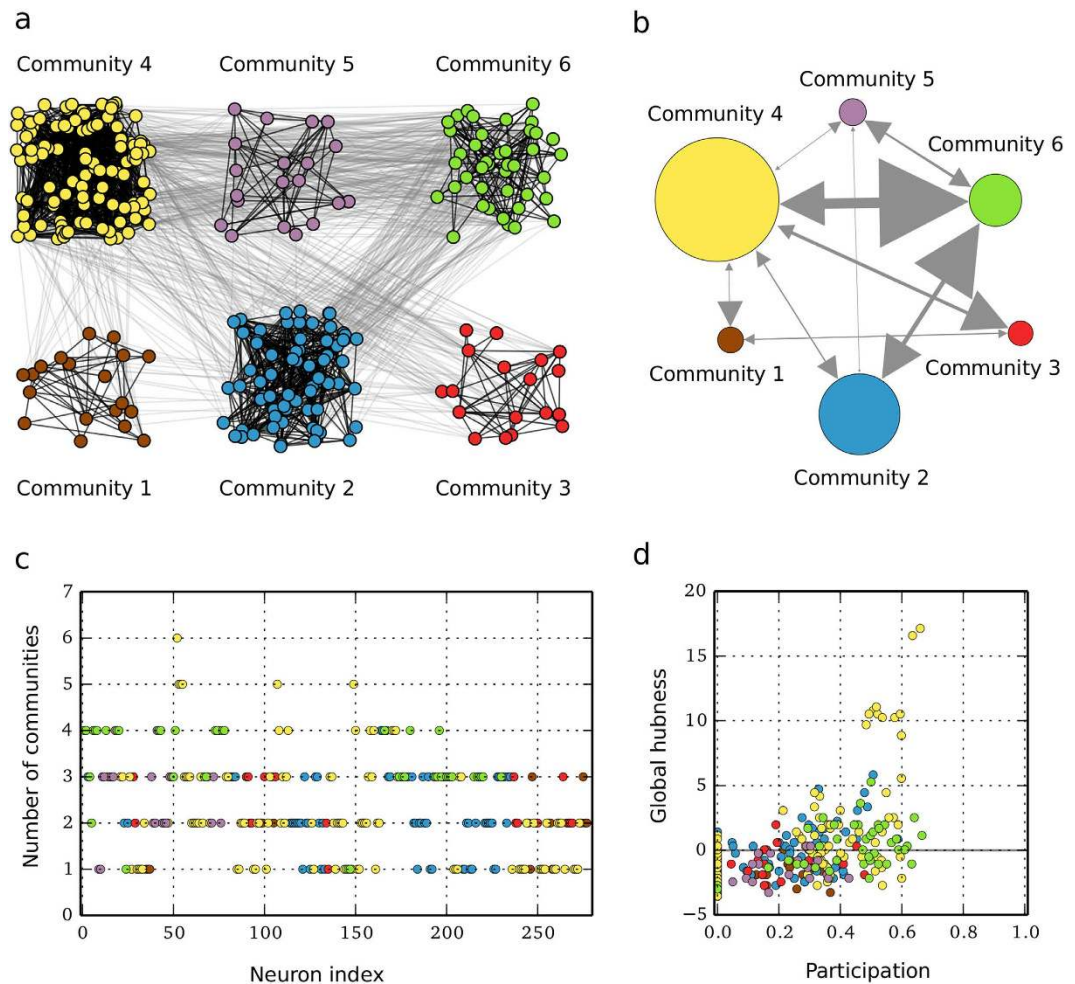 a
Community 4
Community 5
Community 6
Community 1
Community 2
Community 3
b
Community 5
Community 4
Community 6
Community 1
Community 3
Community 2
c
7
6
5
4
3
2
1
0
0
50
100
150
200
250
Number of communities
Neuron index
d
20
15
10
5
0
−5
0.0
0.2
0.4
0.6
0.8
1.0
Global hubness
Participation